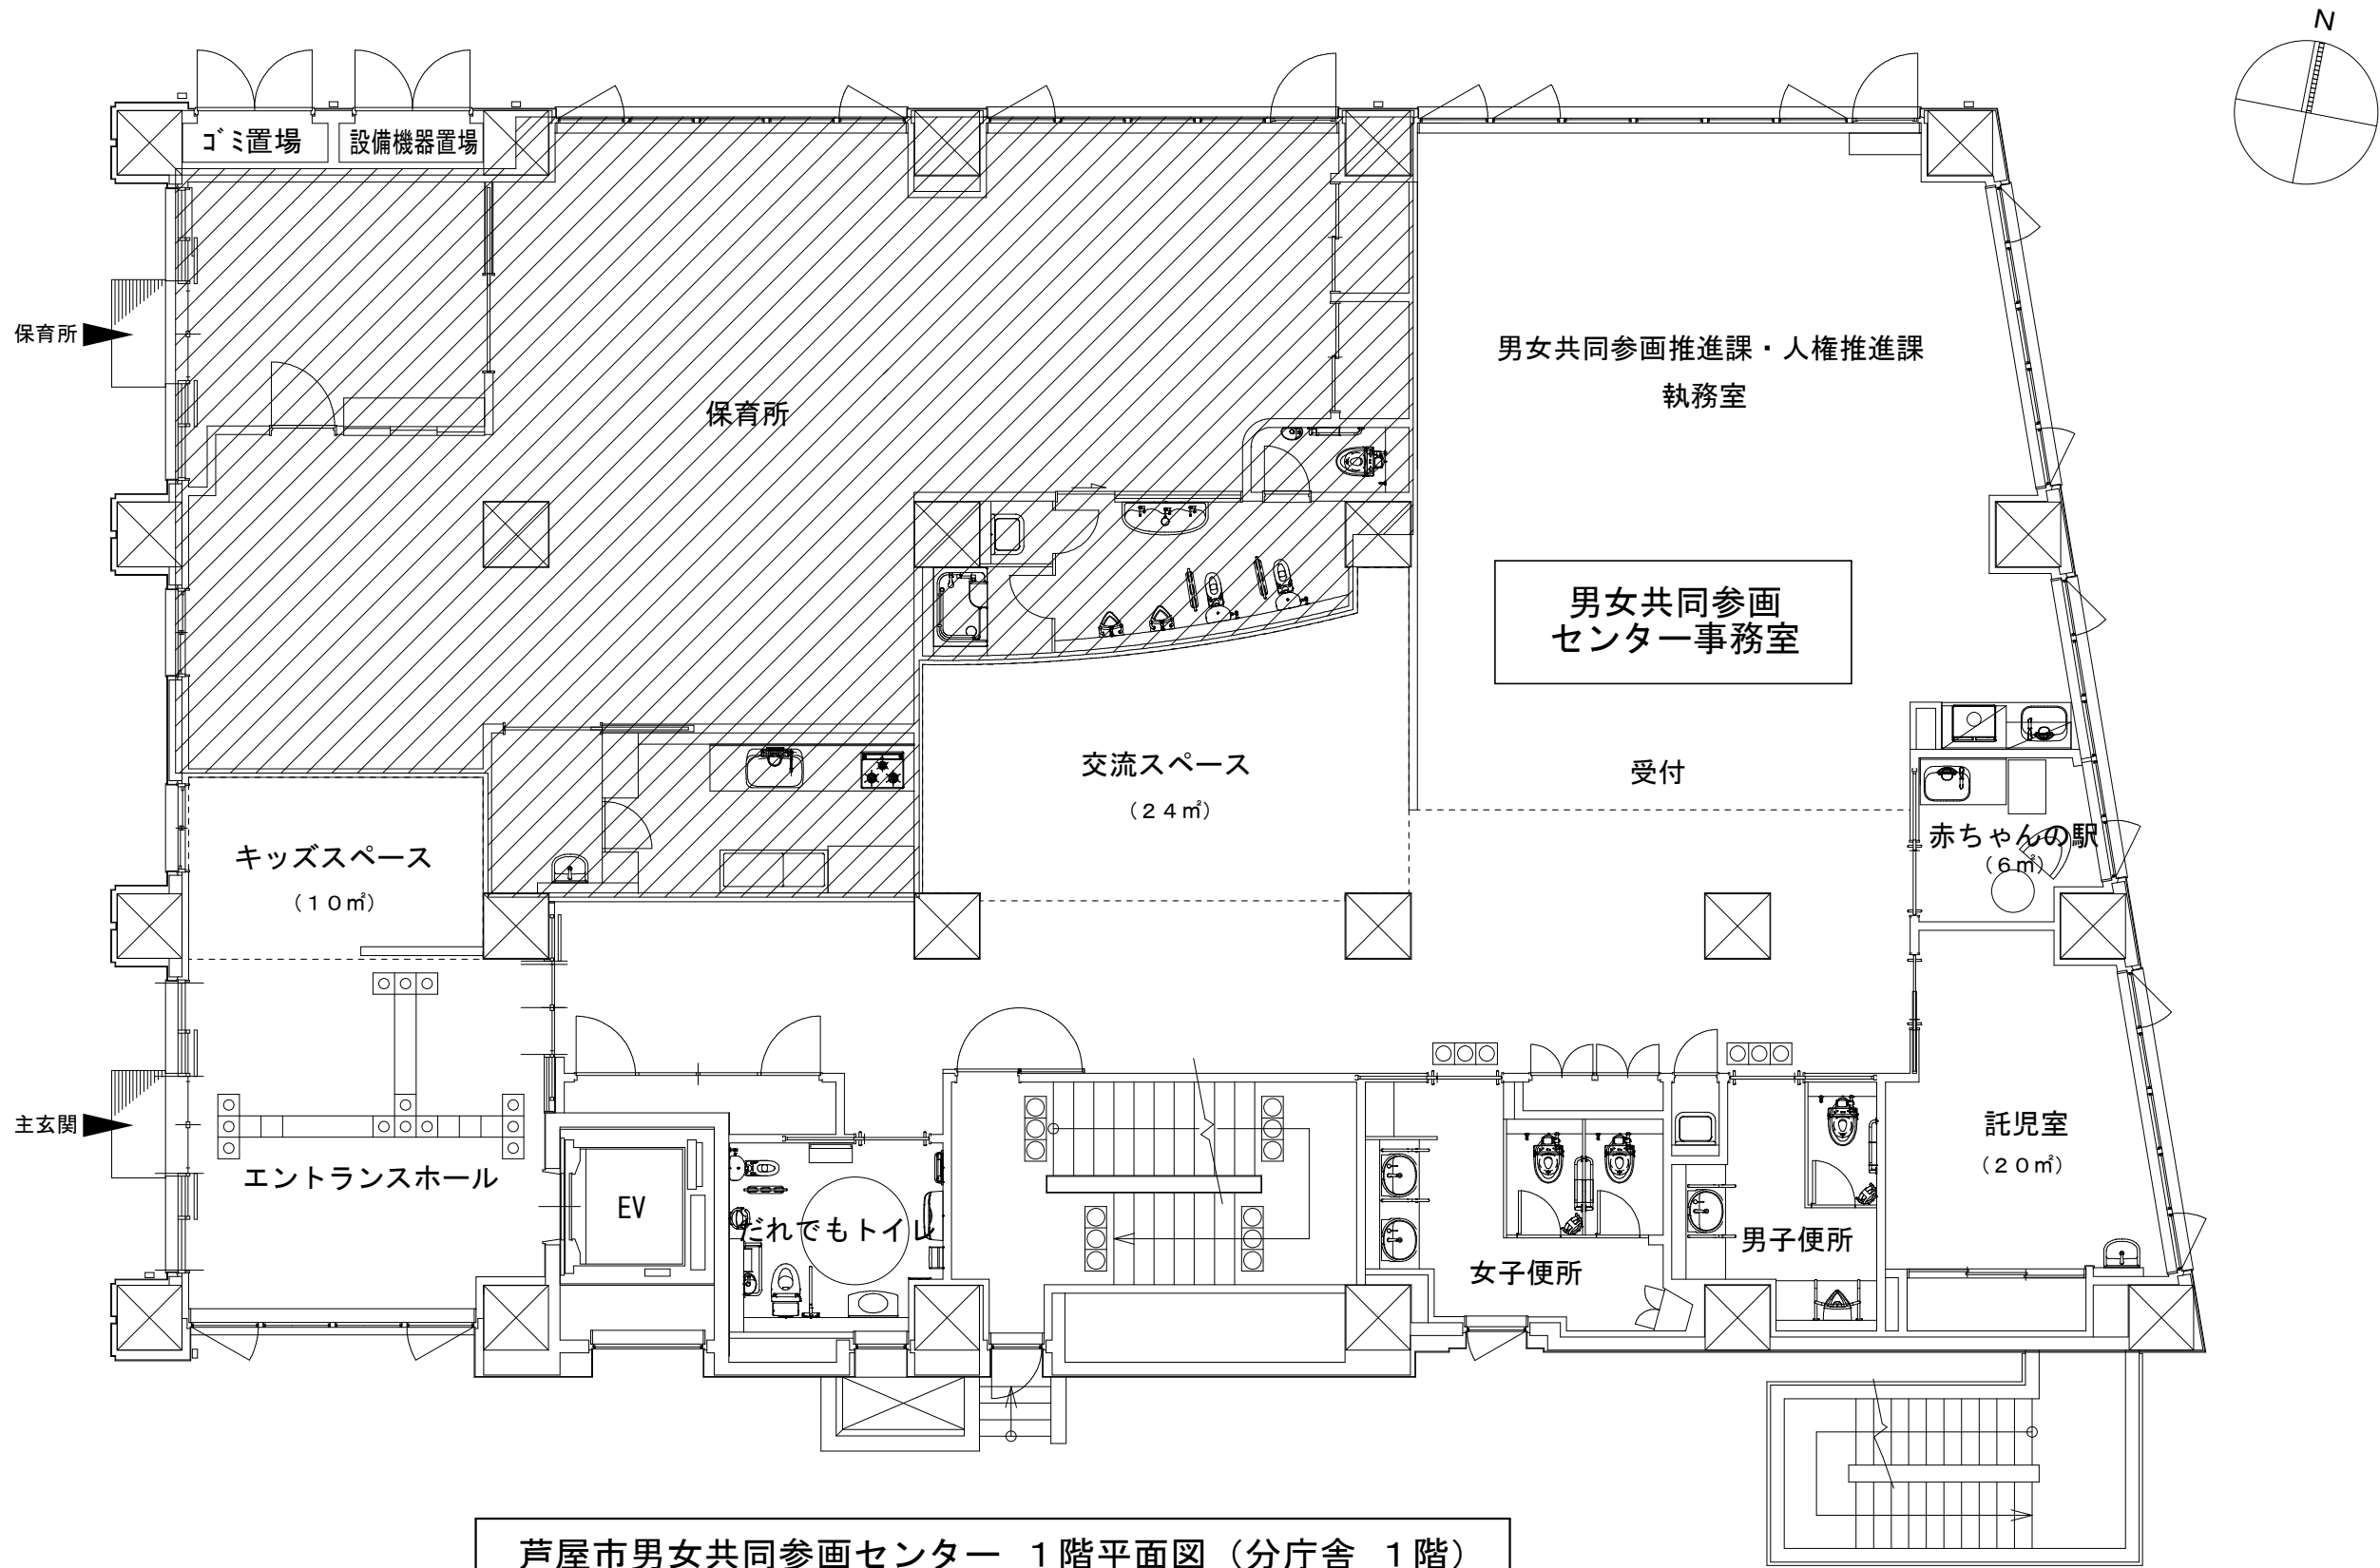 N
ゴミ置場
設備機器置場
保育所
保育所
男女共同参画推進課・人権推進課
執務室
男女共同参画
センター事務室
交流スペース
（２４㎡）
受付
キッズスペース
（１０㎡）
赤ちゃんの駅
（６㎡）
主玄関
エントランスホール
EV
だれでもトイレ
女子便所
男子便所
託児室
（２０㎡）
芦屋市男女共同参画センター　１階平面図（分庁舎　１階）